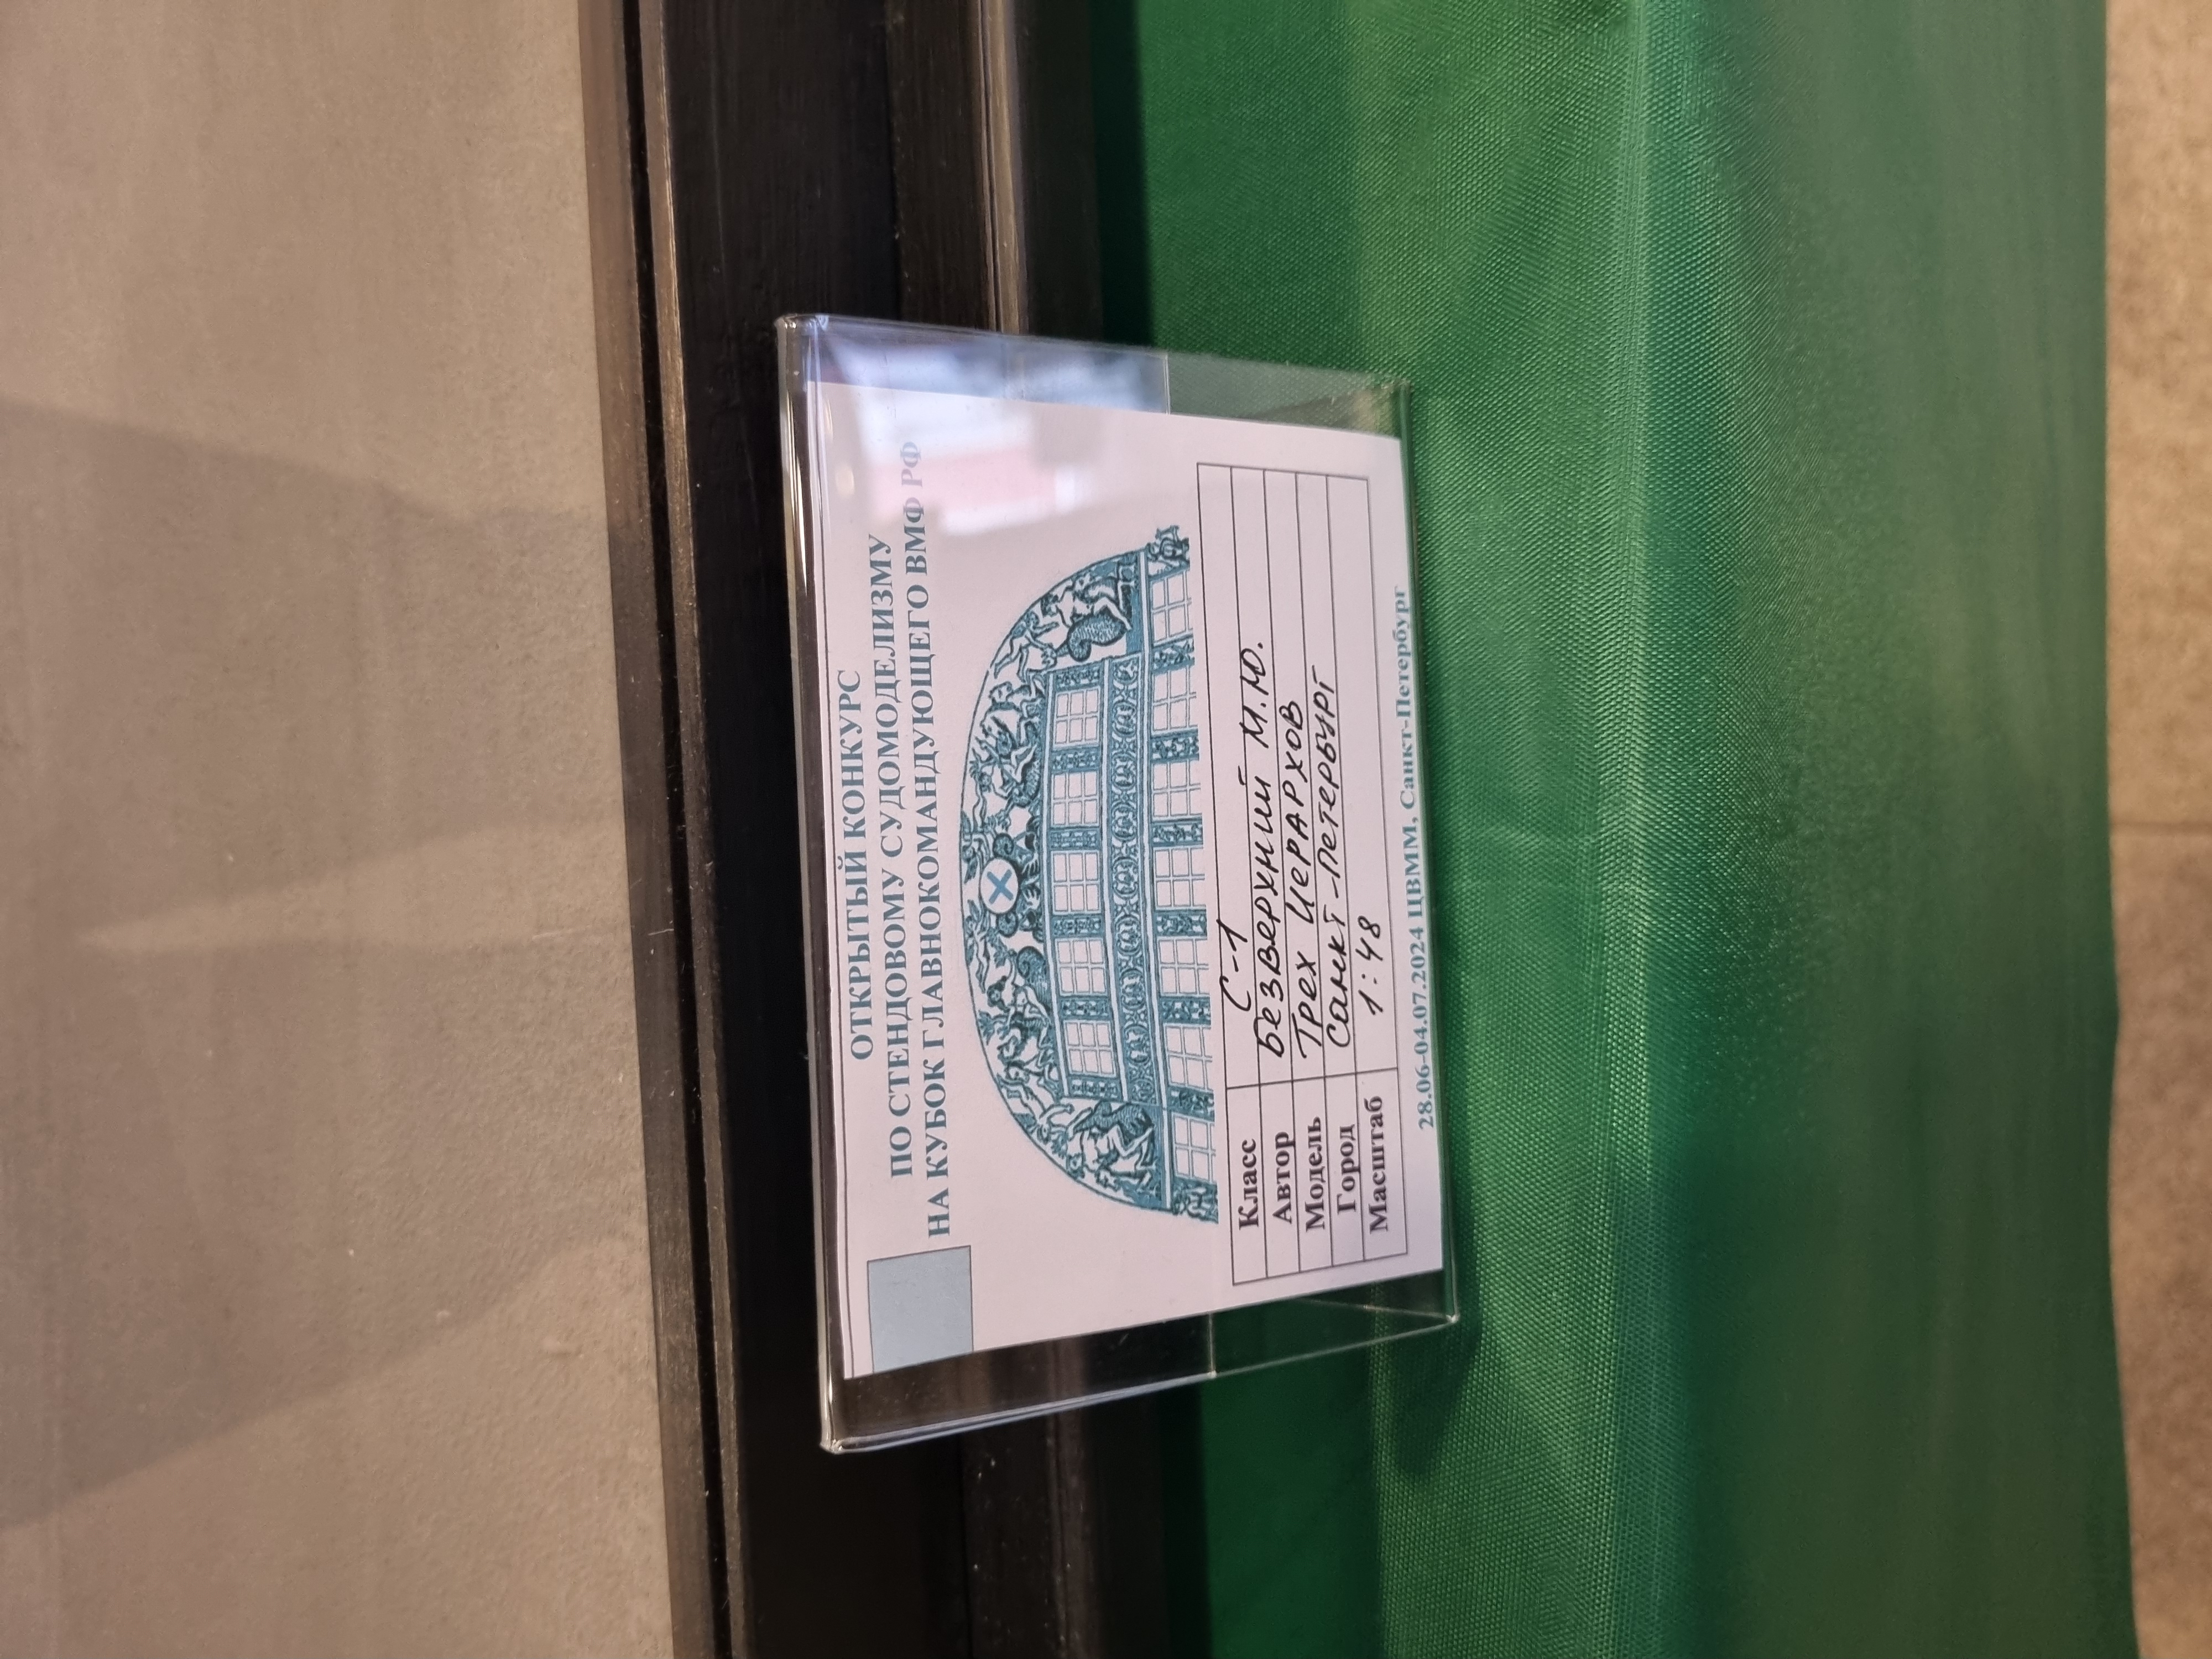 ОТКРЫТЫЙ КОНКУРС
ПО СТЕНДОВОМУ СУДОМОДЕЛИЗМУ
НА КУБОК ГЛАВНОКОМАНДУЮЩЕГО ВМФ РФ
Класс С-1
Автор Безверхний М.Ю.
Модель Трех Иерархов
Город Санкт-Петербург
Масштаб 1:48
28.06-04.07.2024 ЦВММ, Санкт-Петербург